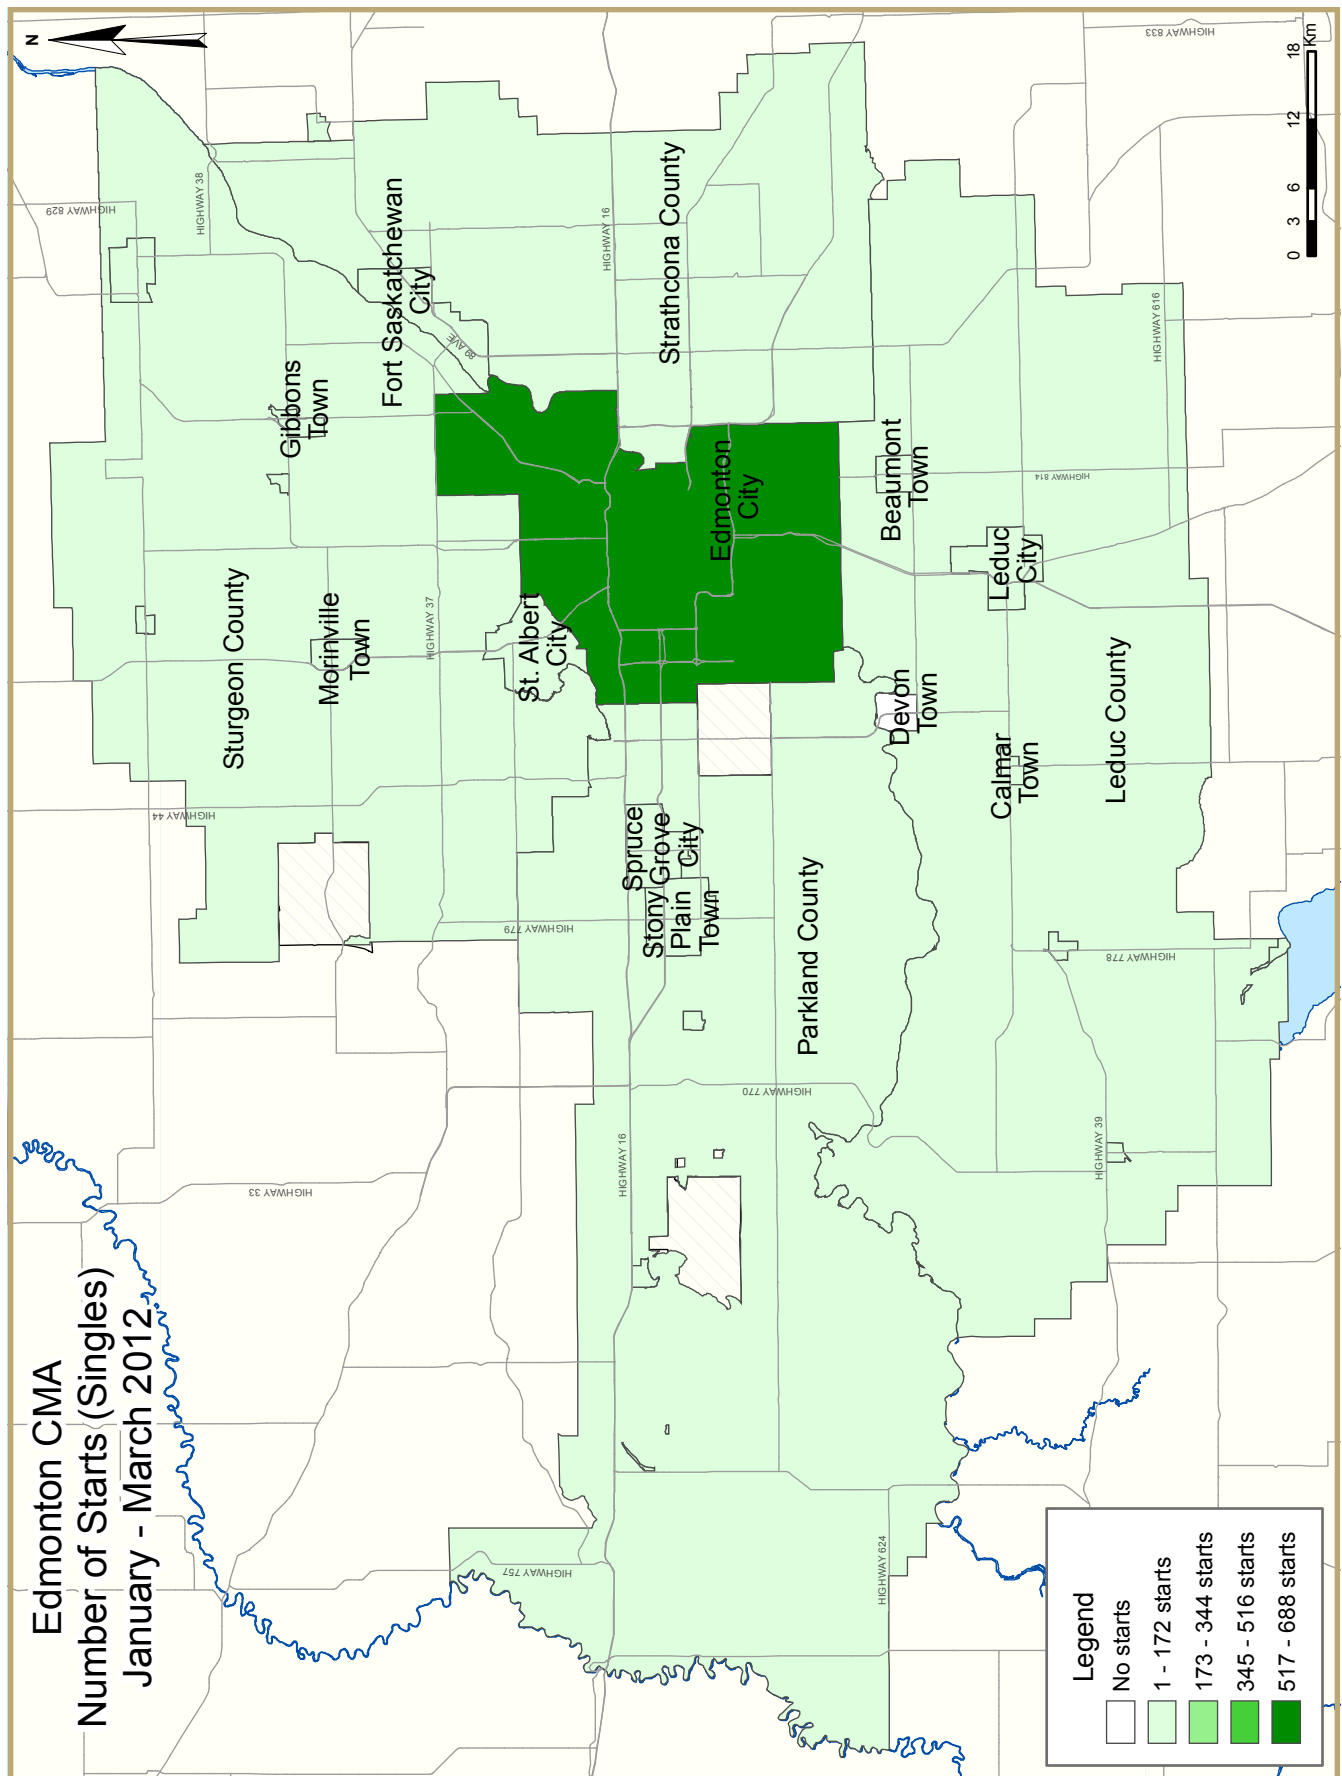 Edmonton CMA
Number of Starts (Singles)
January - March 2012
N
HIGHWAY 829
HIGHWAY 38
HIGHWAY 833
HIGHWAY 44
Sturgeon County
Gibbons
Town
Morinville
Town
Fort Saskatchewan
City
HIGHWAY 37
89 AVE
HIGHWAY 33
HIGHWAY 779
St. Albert
City
HIGHWAY 757
HIGHWAY 16
HIGHWAY 16
Spruce
Grove
City
Stony
Plain
Town
Strathcona County
Edmonton
City
HIGHWAY 770
Parkland County
HIGHWAY 624
Devon
Town
Beaumont
Town
Calmar
Town
Leduc
City
HIGHWAY 814
HIGHWAY 39
HIGHWAY 778
Leduc County
HIGHWAY 616
Legend
No starts
1 - 172 starts
173 - 344 starts
345 - 516 starts
517 - 688 starts
0 3 6 12 18
Km